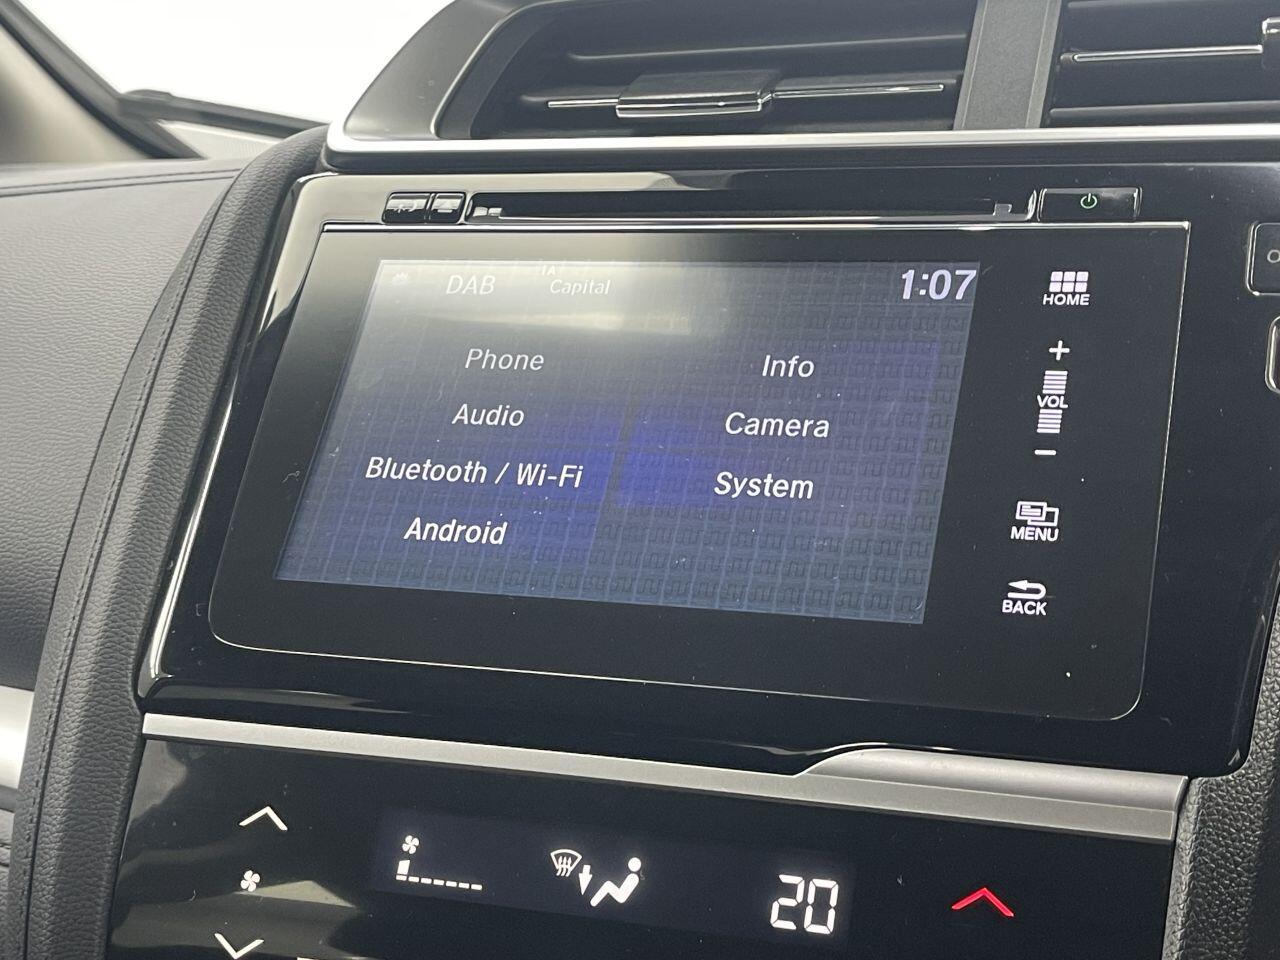 DAB Capital 1:07
HOME
Phone Info
+
Audio Camera
VOL
Bluetooth / Wi-Fi System
-
Android
MENU
BACK
20